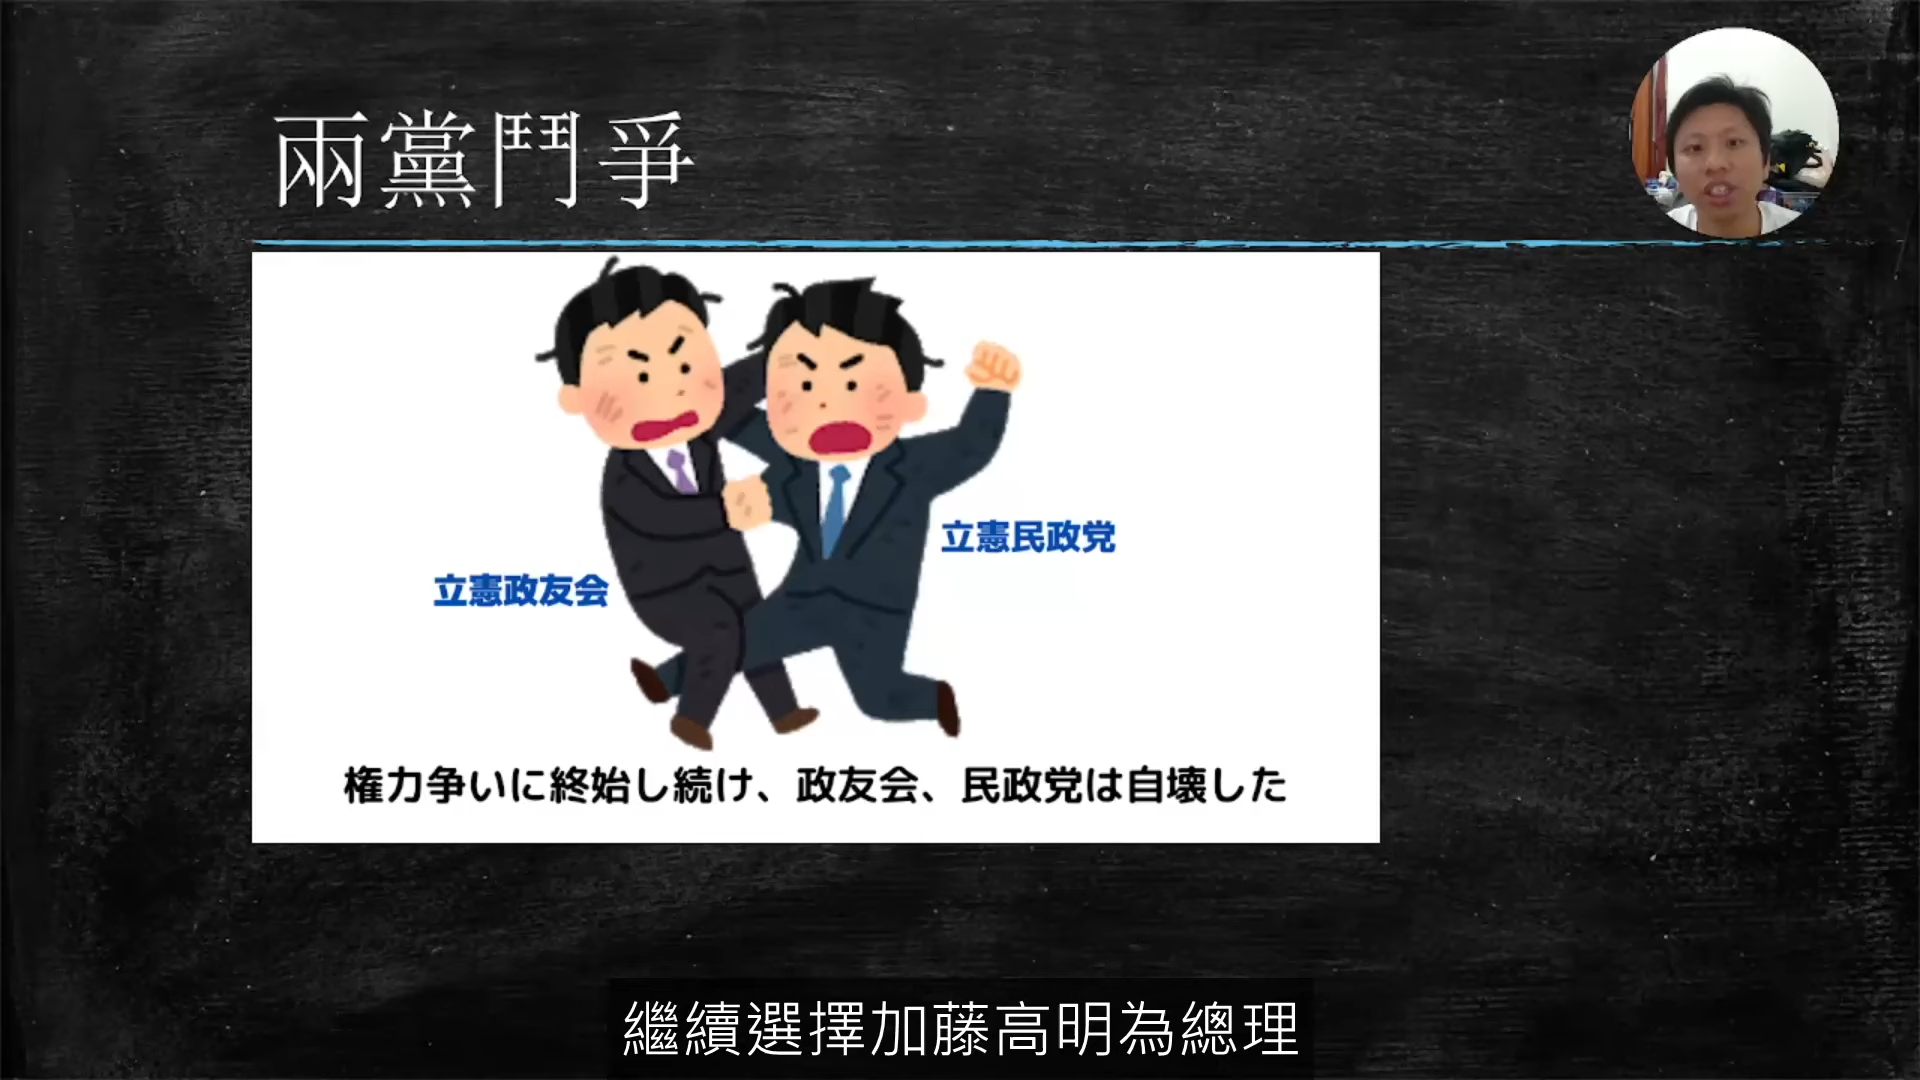 兩黨鬥爭
立憲民政党
立憲政友会
権力争いに終始し続け、政友会、民政党は自壊した
繼續選擇加藤高明為總理